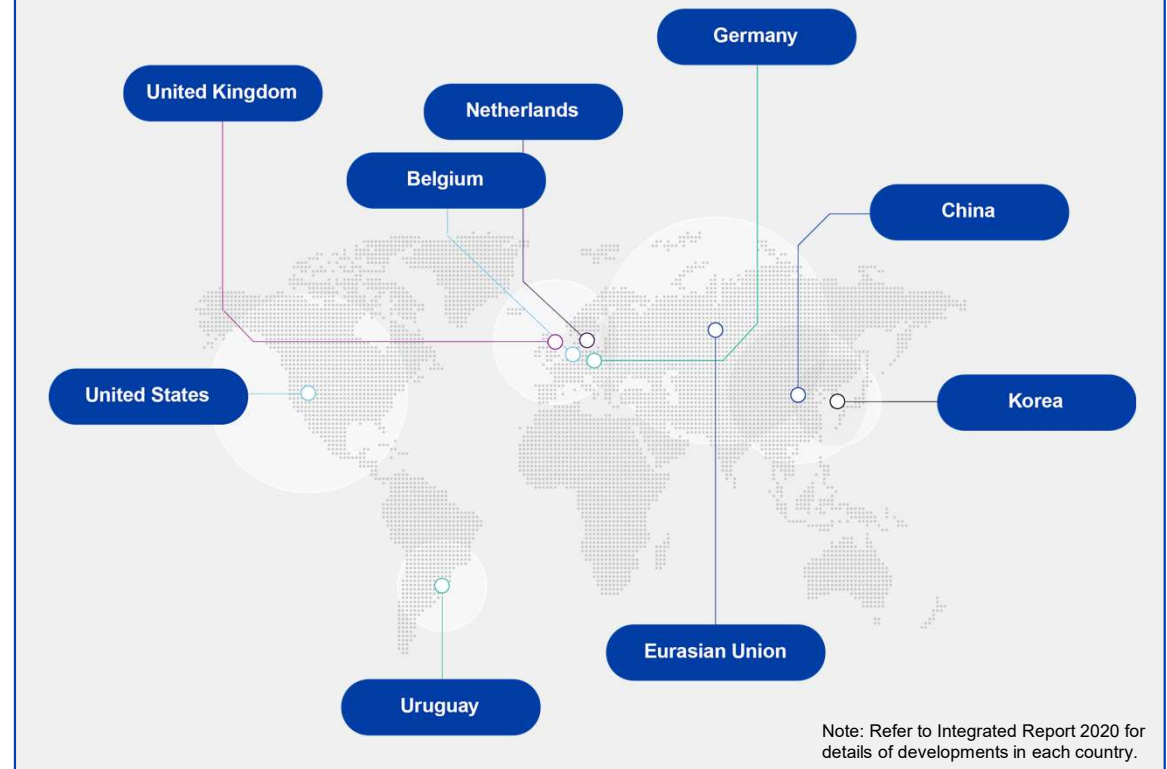 Germany
United Kingdom
Netherlands
Belgium
China
United States
Korea
Eurasian Union
Uruguay
Note: Refer to Integrated Report 2020 for
details of developments in each country.